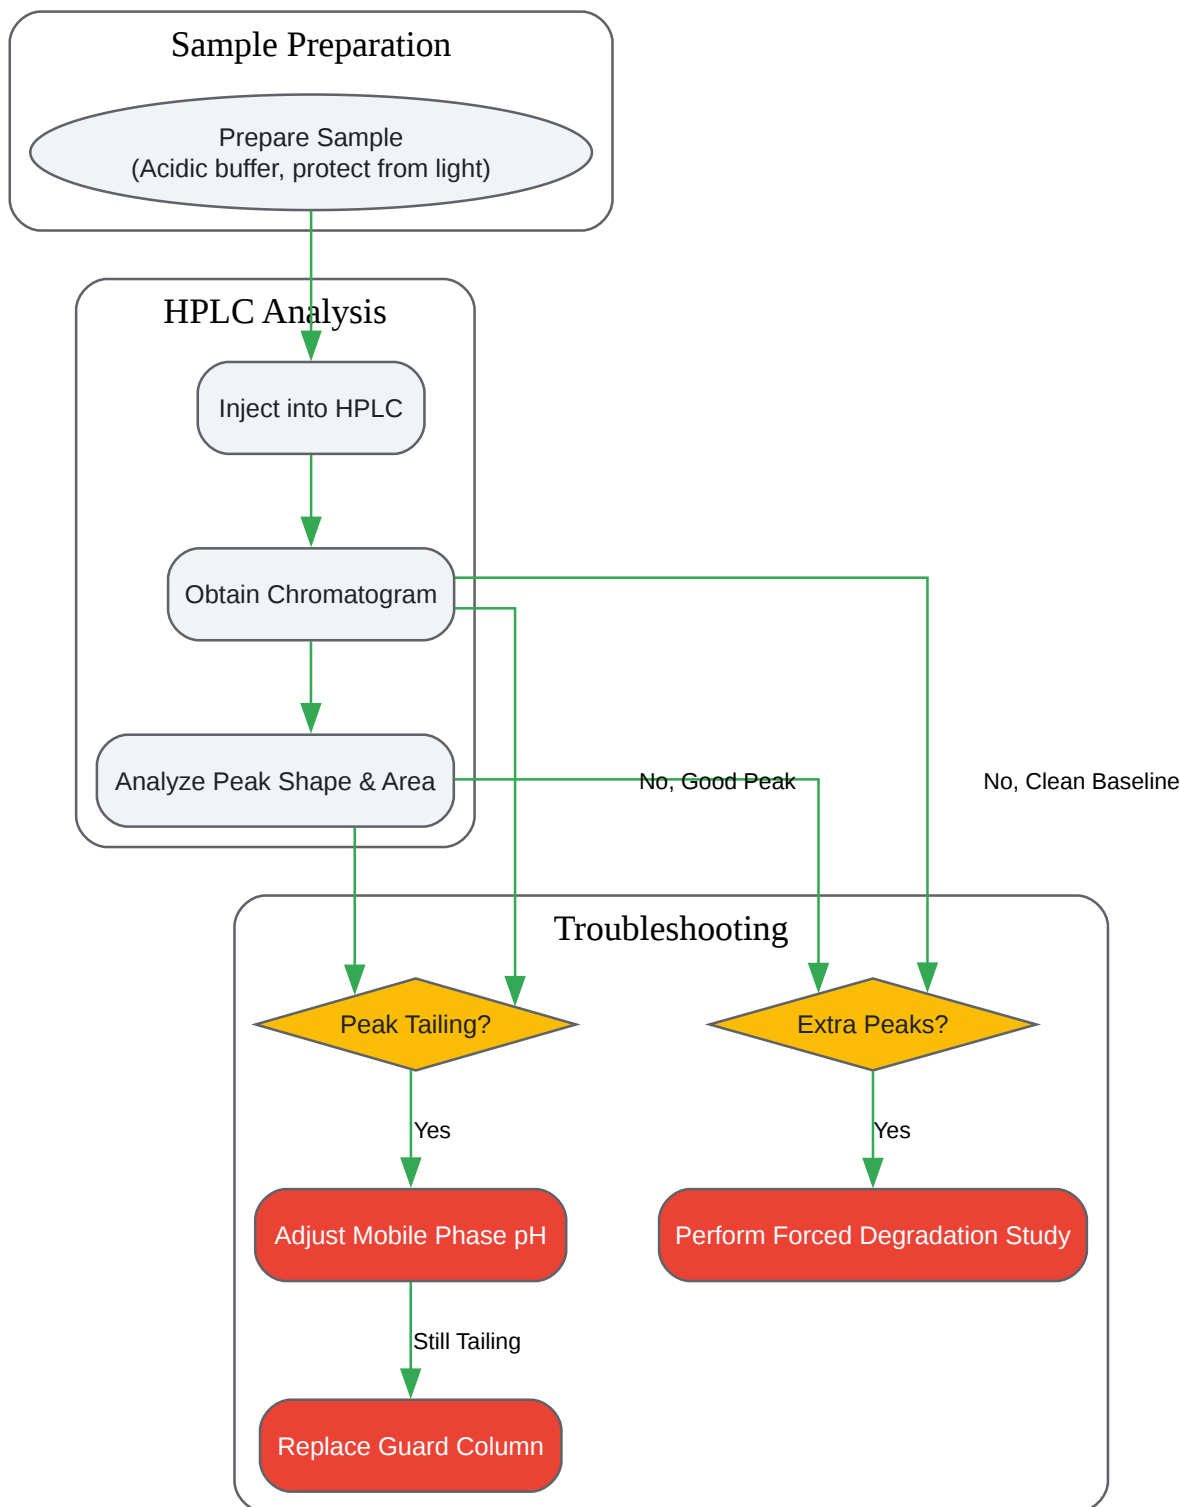 Sample Preparation
Prepare Sample
(Acidic buffer, protect from light)
HPLC Analysis
Inject into HPLC
Obtain Chromatogram
Analyze Peak Shape & Area
No, Good Peak
No, Clean Baseline
Troubleshooting
Peak Tailing?
Extra Peaks?
Yes
Yes
Adjust Mobile Phase pH
Perform Forced Degradation Study
Still Tailing
Replace Guard Column